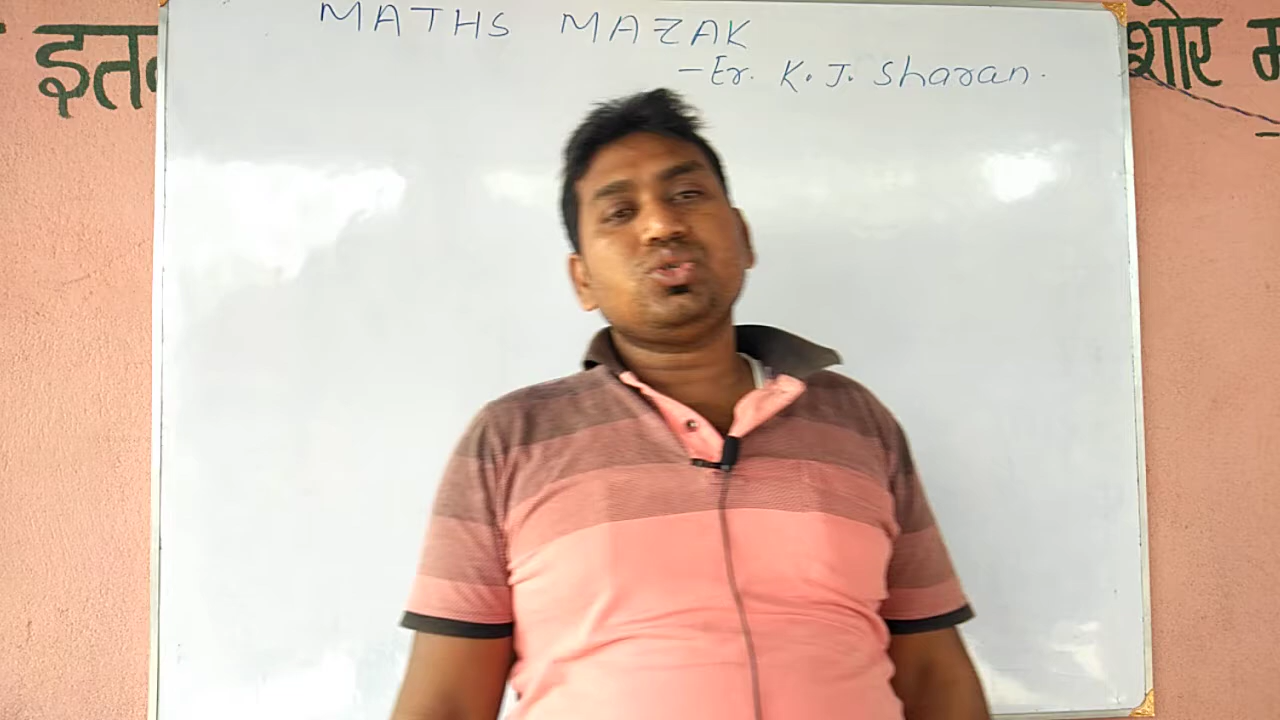 MATHS MAZAK
-Er. K. J. Sharan.
शोर